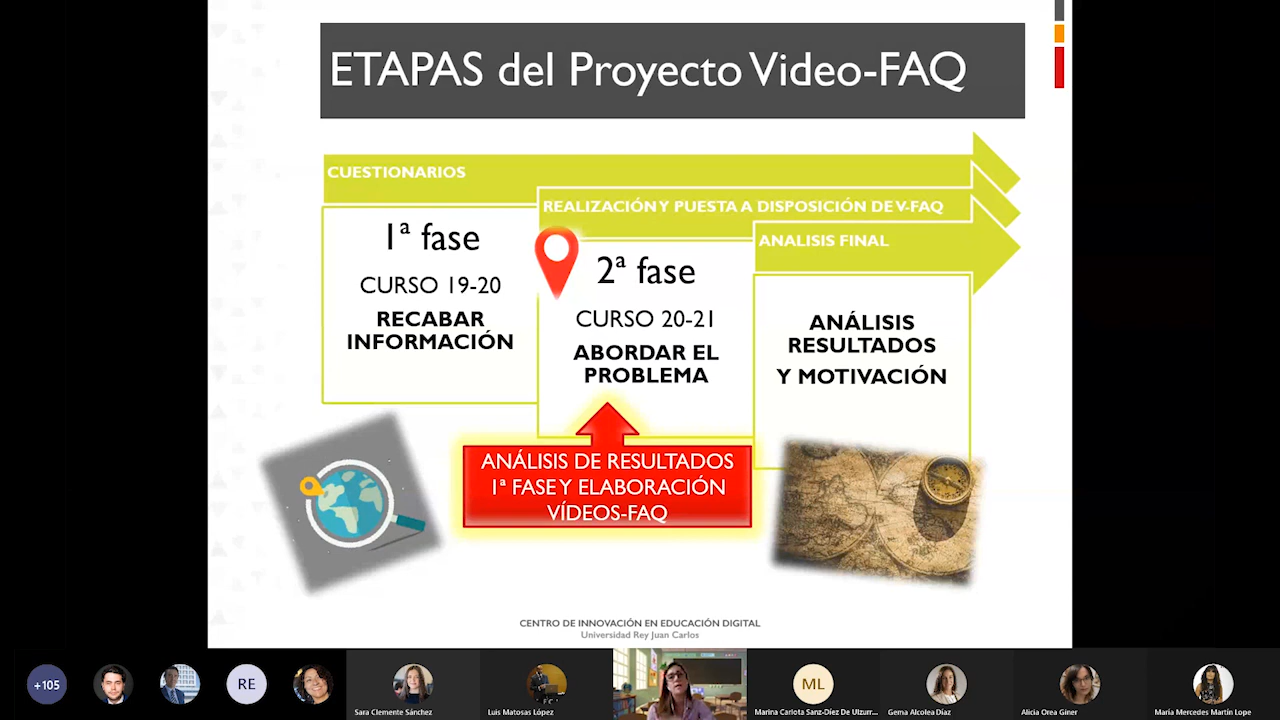 ETAPAS del Proyecto Video-FAQ
CUESTIONARIOS
REALIZACIÓN Y PUESTA A DISPOSICIÓN DE V-FAQ
ANALISIS FINAL
1ª fase
CURSO 19-20
RECABAR
INFORMACIÓN
2ª fase
CURSO 20-21
ABORDAR EL
PROBLEMA
ANÁLISIS
RESULTADOS
Y MOTIVACIÓN
ANÁLISIS DE RESULTADOS
1ª FASE Y ELABORACIÓN
VÍDEOS-FAQ
CENTRO DE INNOVACIÓN EN EDUCACIÓN DIGITAL
Universidad Rey Juan Carlos
+105
RE
ML
Sara Clemente Sánchez
Luis Matosas López
Marina Carlota Sanz-Díez De Ulzurr...
Gema Alcolea Díaz
Alicia Orea Giner
María Mercedes Martín Lope